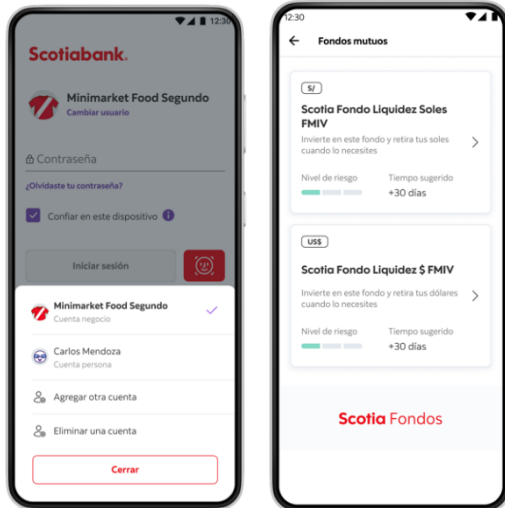 12:30
Scotiabank.
Minimarket Food Segundo
Cambiar usuario
Contraseña
¿Olvidaste tu contraseña?
Confiar en este dispositivo
Iniciar sesión
Minimarket Food Segundo
Cuenta negocio
Carlos Mendoza
Cuenta persona
Agregar otra cuenta
Eliminar una cuenta
Cerrar
12:30
Fondos mutuos
S/
Scotia Fondo Liquidez Soles
FMIV
Invierte en este fondo y retira tus soles
cuando lo necesites
Nivel de riesgo Tiempo sugerido
+30 días
US$
Scotia Fondo Liquidez $ FMIV
Invierte en este fondo y retira tus dólares
cuando lo necesites
Nivel de riesgo Tiempo sugerido
+30 días
Scotia Fondos